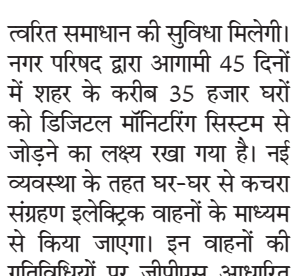 त्वरित समाधान की सुविधा मिलेगी।
नगर परिषद द्वारा आगामी 45 दिनों
में शहर के करीब 35 हजार घरों
को डिजिटल मॉनिटरिंग सिस्टम से
जोड़ने का लक्ष्य रखा गया है। नई
व्यवस्था के तहत घर-घर से कचरा
संग्रहण इलेक्ट्रिक वाहनों के माध्यम
से किया जाएगा। इन वाहनों की
गतिविधियों पर जीपीएस आधारित